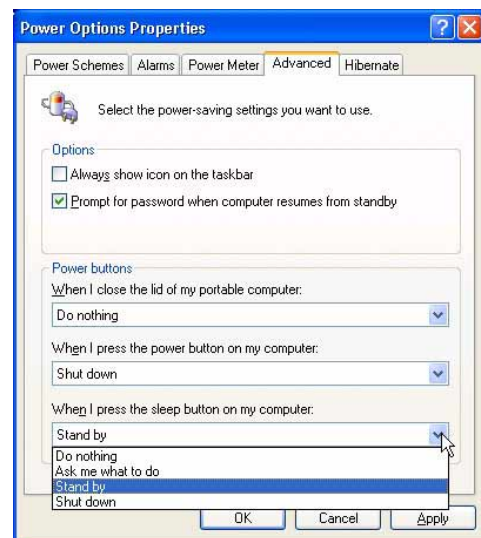 Power Options Properties
Power Schemes Alarms Power Meter Advanced Hibernate
Select the power-saving settings you want to use.
Options
Always show icon on the taskbar
Prompt for password when computer resumes from standby
Power buttons
When I close the lid of my portable computer:
Do nothing
When I press the power button on my computer:
Shut down
When I press the sleep button on my computer:
Stand by
Do nothing
Ask me what to do
Stand by
Shut down
OK Cancel Apply